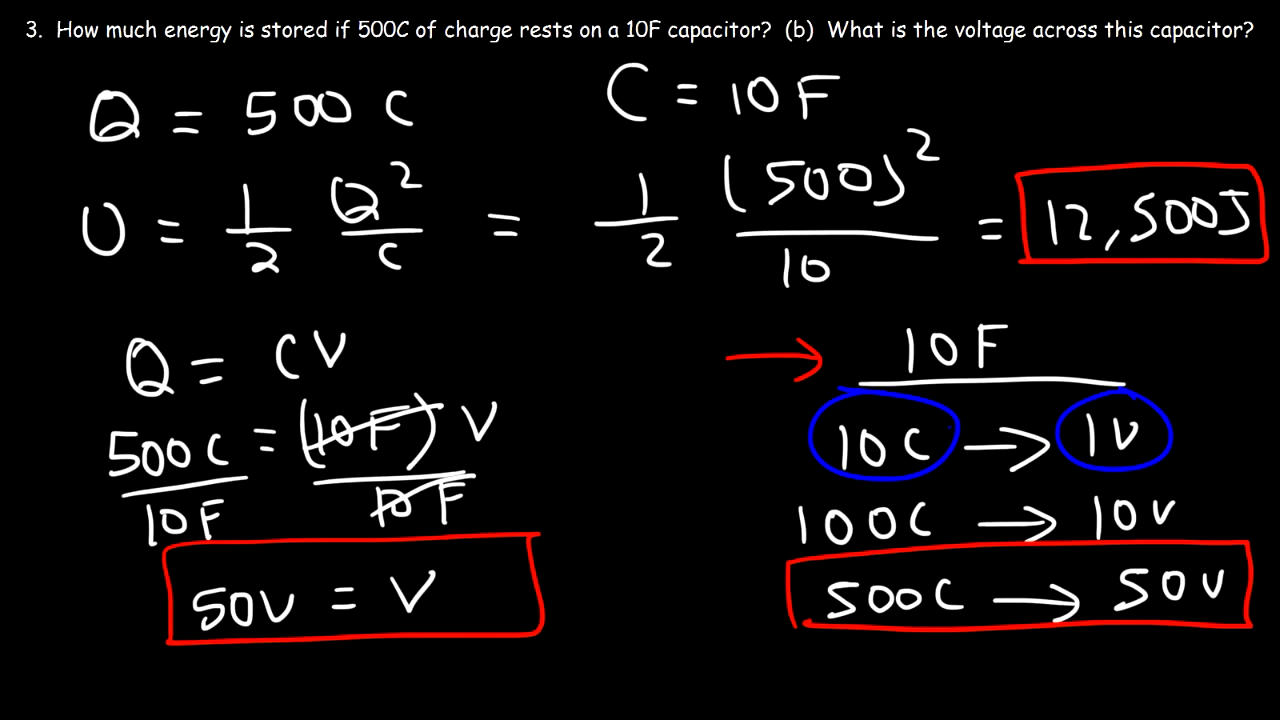 3. How much energy is stored if 500C of charge rests on a 10F capacitor? (b) What is the voltage across this capacitor?
Q = 500 C
C = 10 F
U = 1/2 Q²/C = 1/2 (500)²/10 = 12,500J
Q = CV
500C/10F = (10F) V/10 F
50V = V
→ 10 F
10C → 1V
100C → 10V
500C → 50V